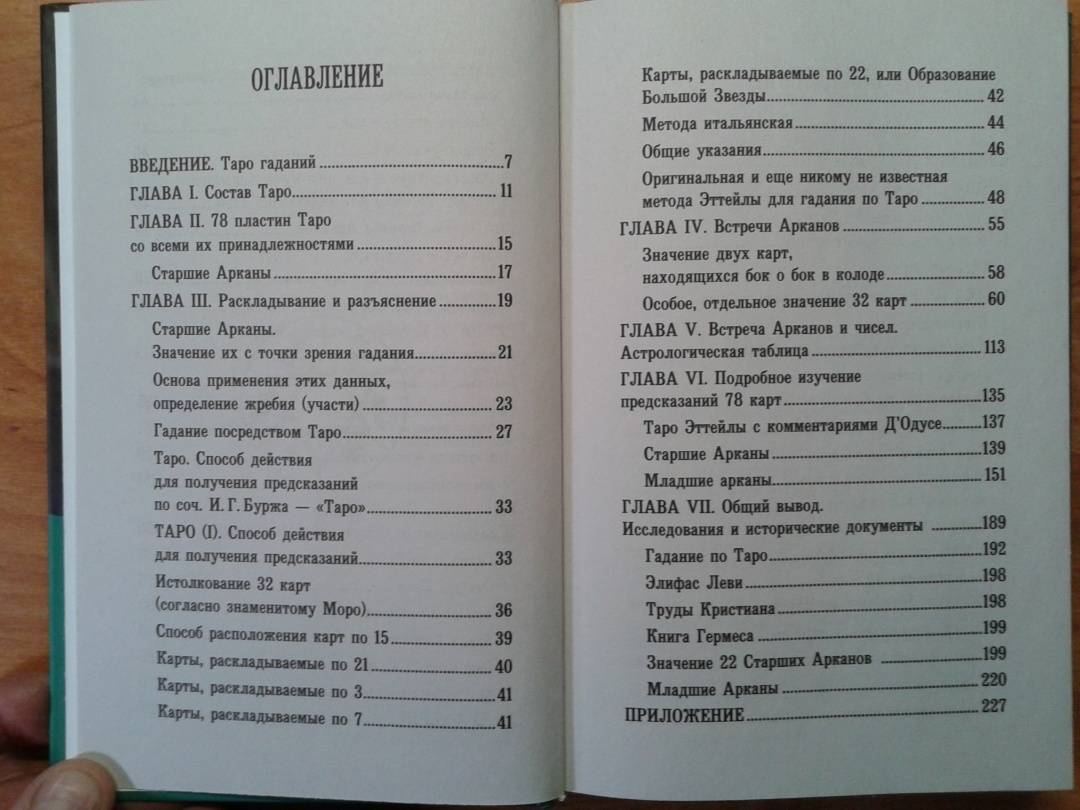 ОГЛАВЛЕНИЕ
ВВЕДЕНИЕ. Таро гаданий ..... 7
ГЛАВА I. Состав Таро ..... 11
ГЛАВА II. 78 пластин Таро
со всеми их принадлежностями ..... 15
Старшие Арканы ..... 17
ГЛАВА III. Раскладывание и разъяснение ..... 19
Старшие Арканы.
Значение их с точки зрения гадания ..... 21
Основа применения этих данных,
определение жребия (участи) ..... 23
Гадание посредством Таро ..... 27
Таро. Способ действия
для получения предсказаний
по соч. И. Г. Буржа — «Таро» ..... 33
ТАРО (I). Способ действия
для получения предсказаний ..... 33
Истолкование 32 карт
(согласно знаменитому Моро) ..... 36
Способ расположения карт по 15 ..... 39
Карты, раскладываемые по 21 ..... 40
Карты, раскладываемые по 3 ..... 41
Карты, раскладываемые по 7 ..... 41
Карты, раскладываемые по 22, или Образование
Большой Звезды ..... 42
Метода итальянская ..... 44
Общие указания ..... 46
Оригинальная и еще никому не известная
метода Эттейлы для гадания по Таро ..... 48
ГЛАВА IV. Встречи Арканов ..... 55
Значение двух карт,
находящихся бок о бок в колоде ..... 58
Особое, отдельное значение 32 карт ..... 60
ГЛАВА V. Встреча Арканов и чисел.
Астрологическая таблица ..... 113
ГЛАВА VI. Подробное изучение
предсказаний 78 карт ..... 135
Таро Эттейлы с комментариями Д'Одусе ..... 137
Старшие Арканы ..... 139
Младшие арканы ..... 151
ГЛАВА VII. Общий вывод.
Исследования и исторические документы ..... 189
Гадание по Таро ..... 192
Элифас Леви ..... 198
Труды Кристиана ..... 198
Книга Гермеса ..... 199
Значение 22 Старших Арканов ..... 199
Младшие Арканы ..... 220
ПРИЛОЖЕНИЕ ..... 227